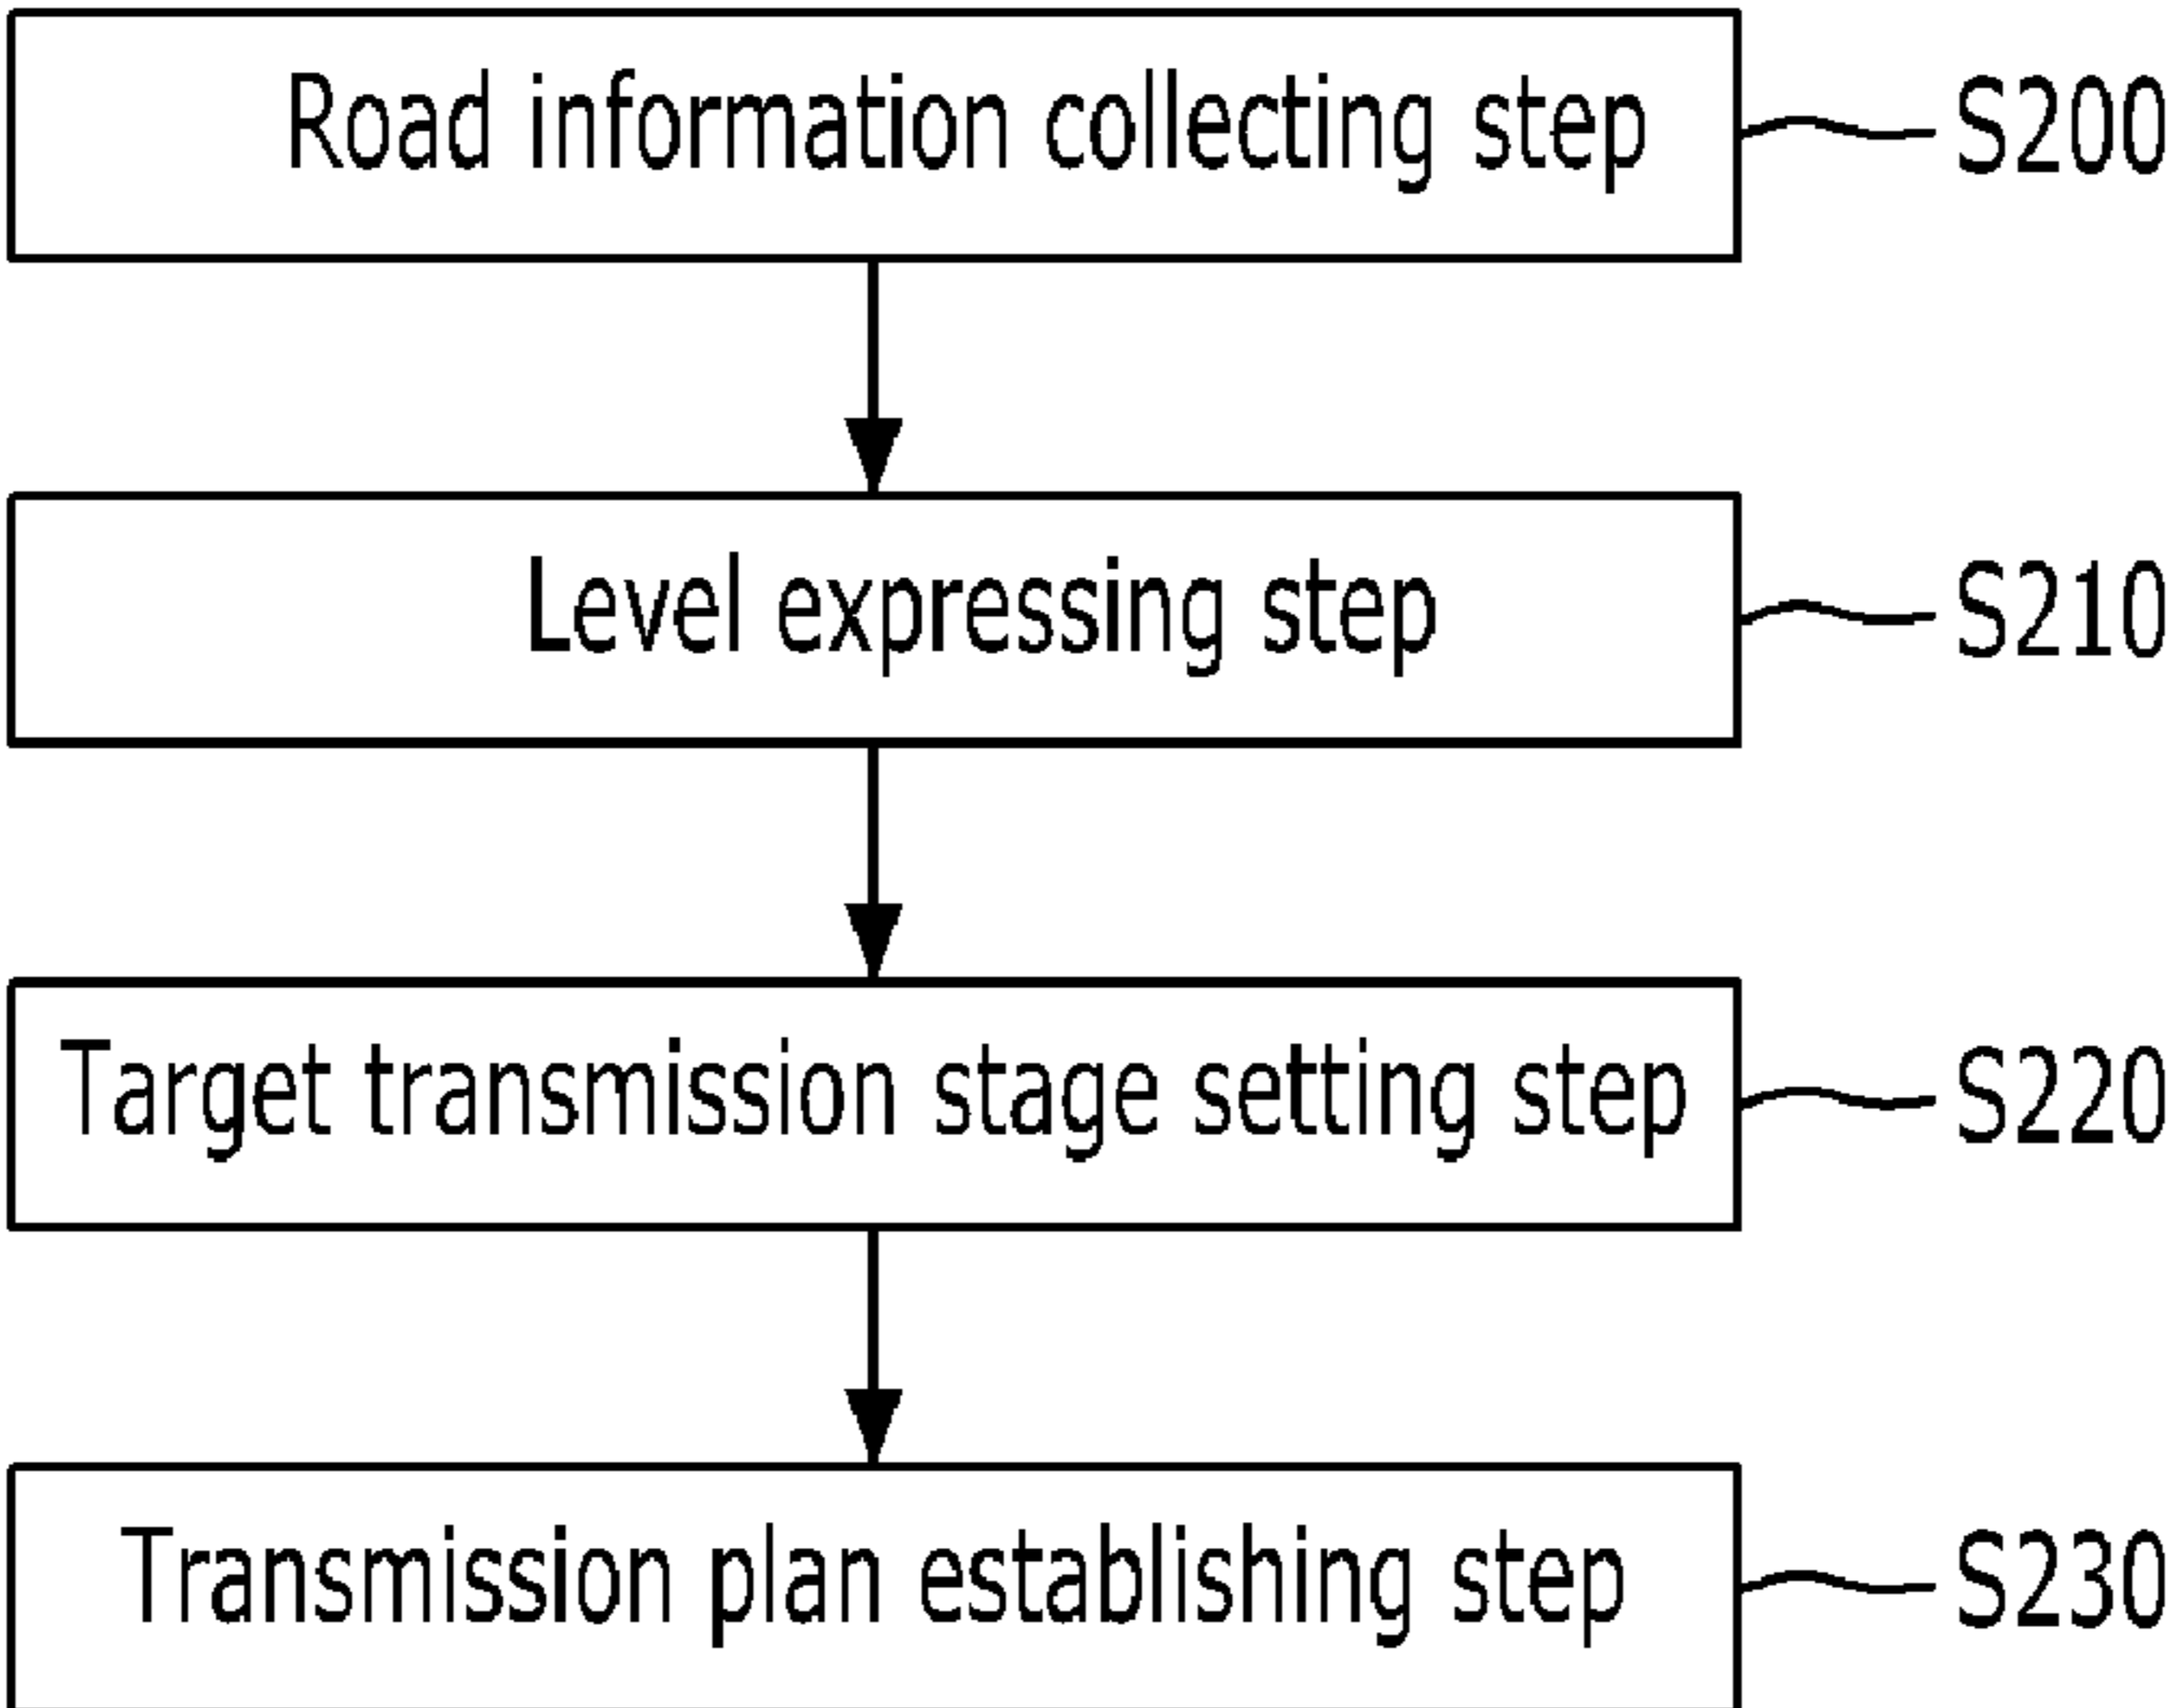 Road information collecting step S200
Level expressing step S210
Target transmission stage setting step S220
Transmission plan establishing step S230